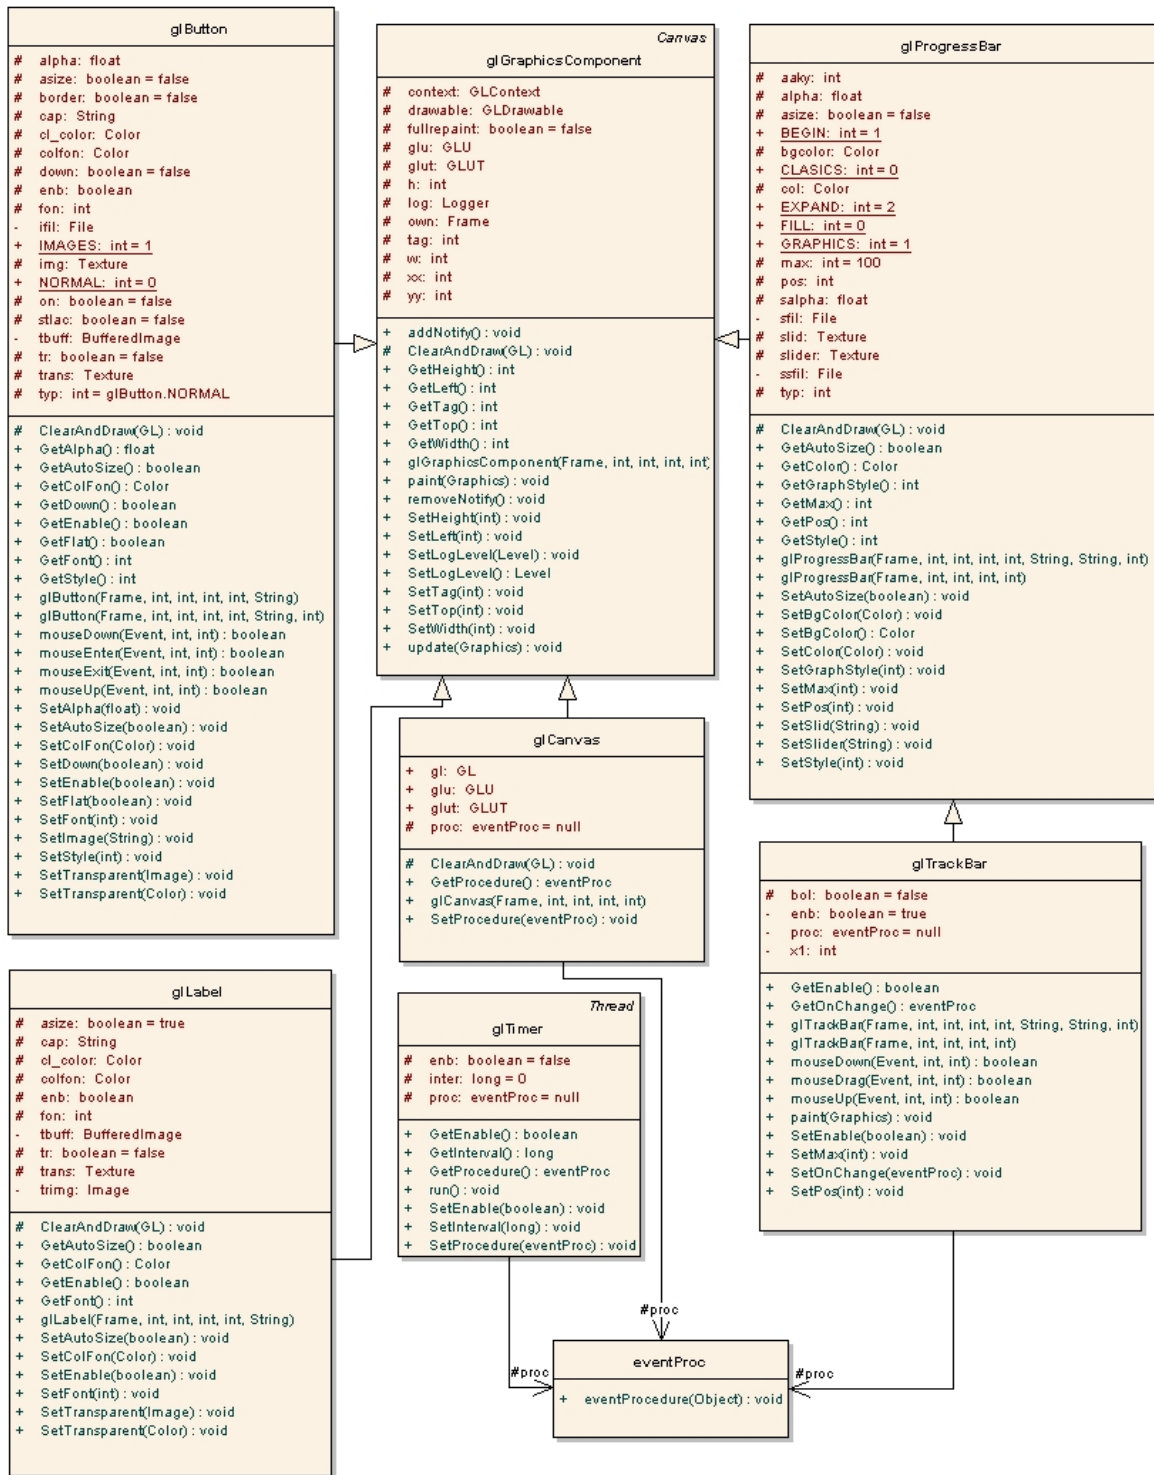 glButton
# alpha: float
# asize: boolean = false
# border: boolean = false
# cap: String
# cl_color: Color
# colfon: Color
# down: boolean = false
# enb: boolean
# fon: int
- ifil: File
+ IMAGES: int = 1
# img: Texture
+ NORMAL: int = 0
# on: boolean = false
# stlac: boolean = false
- tbuff: BufferedImage
# tr: boolean = false
# trans: Texture
# typ: int = glButton.NORMAL
# ClearAndDraw(GL) : void
+ GetAlpha() : float
+ GetAutoSize() : boolean
+ GetColFon() : Color
+ GetDown() : boolean
+ GetEnable() : boolean
+ GetFlat() : boolean
+ GetFont() : int
+ GetStyle() : int
+ glButton(Frame, int, int, int, int, String)
+ glButton(Frame, int, int, int, int, String, int)
+ mouseDown(Event, int, int) : boolean
+ mouseEnter(Event, int, int) : boolean
+ mouseExit(Event, int, int) : boolean
+ mouseUp(Event, int, int) : boolean
+ SetAlpha(float) : void
+ SetAutoSize(boolean) : void
+ SetColFon(Color) : void
+ SetDown(boolean) : void
+ SetEnable(boolean) : void
+ SetFlat(boolean) : void
+ SetFont(int) : void
+ SetImage(String) : void
+ SetStyle(int) : void
+ SetTransparent(Image) : void
+ SetTransparent(Color) : void
Canvas
glGraphicsComponent
# context: GLContext
# drawable: GLDrawable
# fullrepaint: boolean = false
# glu: GLU
# glut: GLUT
# h: int
# log: Logger
# own: Frame
# tag: int
# w: int
# xx: int
# yy: int
+ addNotify() : void
# ClearAndDraw(GL) : void
+ GetHeight() : int
+ GetLeft() : int
+ GetTag() : int
+ GetTop() : int
+ GetWidth() : int
+ glGraphicsComponent(Frame, int, int, int, int)
+ paint(Graphics) : void
+ removeNotify() : void
+ SetHeight(int) : void
+ SetLeft(int) : void
+ SetLogLevel(Level) : void
+ SetLogLevel() : Level
+ SetTag(int) : void
+ SetTop(int) : void
+ SetWidth(int) : void
+ update(Graphics) : void
glProgressBar
# aaky: int
# alpha: float
# asize: boolean = false
+ BEGIN: int = 1
# bgcolor: Color
+ CLASICS: int = 0
# col: Color
+ EXPAND: int = 2
+ FILL: int = 0
+ GRAPHICS: int = 1
# max: int = 100
# pos: int
# salpha: float
- sfil: File
# slid: Texture
# slider: Texture
- ssfil: File
# typ: int
# ClearAndDraw(GL) : void
+ GetAutoSize() : boolean
+ GetColor() : Color
+ GetGraphStyle() : int
+ GetMax() : int
+ GetPos() : int
+ GetStyle() : int
+ glProgressBar(Frame, int, int, int, int, String, String, int)
+ glProgressBar(Frame, int, int, int, int)
+ SetAutoSize(boolean) : void
+ SetBgColor(Color) : void
+ SetBgColor() : Color
+ SetColor(Color) : void
+ SetGraphStyle(int) : void
+ SetMax(int) : void
+ SetPos(int) : void
+ SetSlid(String) : void
+ SetSlider(String) : void
+ SetStyle(int) : void
glCanvas
+ gl: GL
+ glu: GLU
+ glut: GLUT
# proc: eventProc = null
# ClearAndDraw(GL) : void
+ GetProcedure() : eventProc
+ glCanvas(Frame, int, int, int, int)
+ SetProcedure(eventProc) : void
glTrackBar
# bol: boolean = false
- enb: boolean = true
- proc: eventProc = null
- x1: int
+ GetEnable() : boolean
+ GetOnChange() : eventProc
+ glTrackBar(Frame, int, int, int, int, String, String, int)
+ glTrackBar(Frame, int, int, int, int)
+ mouseDown(Event, int, int) : boolean
+ mouseDrag(Event, int, int) : boolean
+ mouseUp(Event, int, int) : boolean
+ paint(Graphics) : void
+ SetEnable(boolean) : void
+ SetMax(int) : void
+ SetOnChange(eventProc) : void
+ SetPos(int) : void
glLabel
# asize: boolean = true
# cap: String
# cl_color: Color
# colfon: Color
# enb: boolean
# fon: int
- tbuff: BufferedImage
# tr: boolean = false
# trans: Texture
- trimg: Image
# ClearAndDraw(GL) : void
+ GetAutoSize() : boolean
+ GetColFon() : Color
+ GetEnable() : boolean
+ GetFont() : int
+ glLabel(Frame, int, int, int, int, String)
+ SetAutoSize(boolean) : void
+ SetColFon(Color) : void
+ SetEnable(boolean) : void
+ SetFont(int) : void
+ SetTransparent(Image) : void
+ SetTransparent(Color) : void
Thread
glTimer
# enb: boolean = false
# inter: long = 0
# proc: eventProc = null
+ GetEnable() : boolean
+ GetInterval() : long
+ GetProcedure() : eventProc
+ run() : void
+ SetEnable(boolean) : void
+ SetInterval(long) : void
+ SetProcedure(eventProc) : void
#proc
#proc
#proc
eventProc
+ eventProcedure(Object) : void